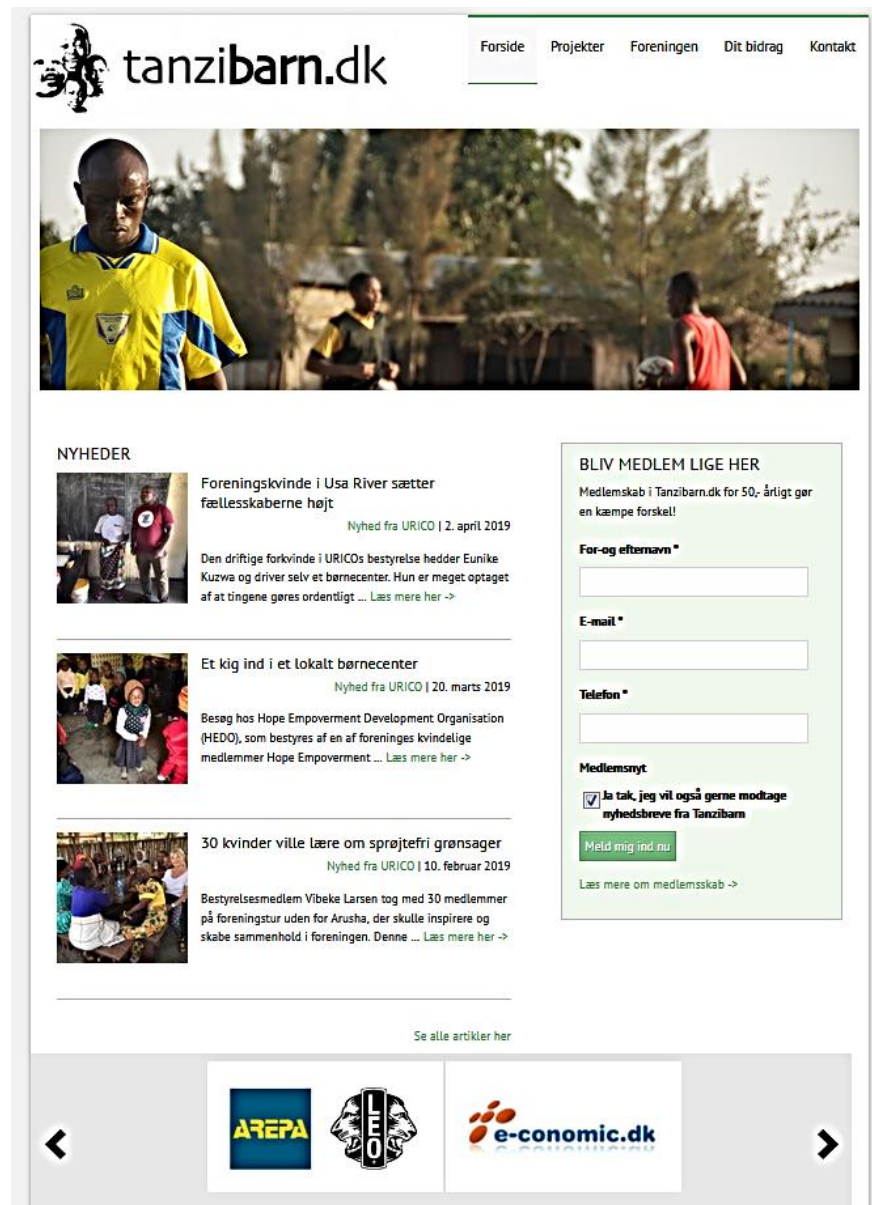 tanzibarn.dk
Forside
Projekter
Foreningen
Dit bidrag
Kontakt
NYHEDER
Foreningskvinde i Usa River sætter
fællesskaberne højt
Nyhed fra URICO | 2. april 2019
Den driftige forkvinde i URICOs bestyrelse hedder Eunike
Kuzwa og driver selv et børnecenter. Hun er meget optaget
af at tingene gøres ordentligt ... Læs mere her ->
Et kig ind i et lokalt børnecenter
Nyhed fra URICO | 20. marts 2019
Besøg hos Hope Empoverment Development Organisation
(HEDO), som bestyres af en af foreninges kvindelige
medlemmer Hope Empoverment ... Læs mere her ->
30 kvinder ville lære om sprøjtefri grønsager
Nyhed fra URICO | 10. februar 2019
Bestyrelsesmedlem Vibeke Larsen tog med 30 medlemmer
på foreningstur uden for Arusha, der skulle inspirere og
skabe sammenhold i foreningen. Denne ... Læs mere her ->
Se alle artikler her
BLIV MEDLEM LIGE HER
Medlemskab i Tanzibarn.dk for 50,- årligt gør
en kæmpe forskel!
For-og efternavn *
E-mail *
Telefon *
Medlemsnyt
Ja tak, jeg vil også gerne modtage
nyhedsbreve fra Tanzibarn
Meld mig ind nu
Læs mere om medlemsskab ->
AREPA
LEO
e-conomic.dk